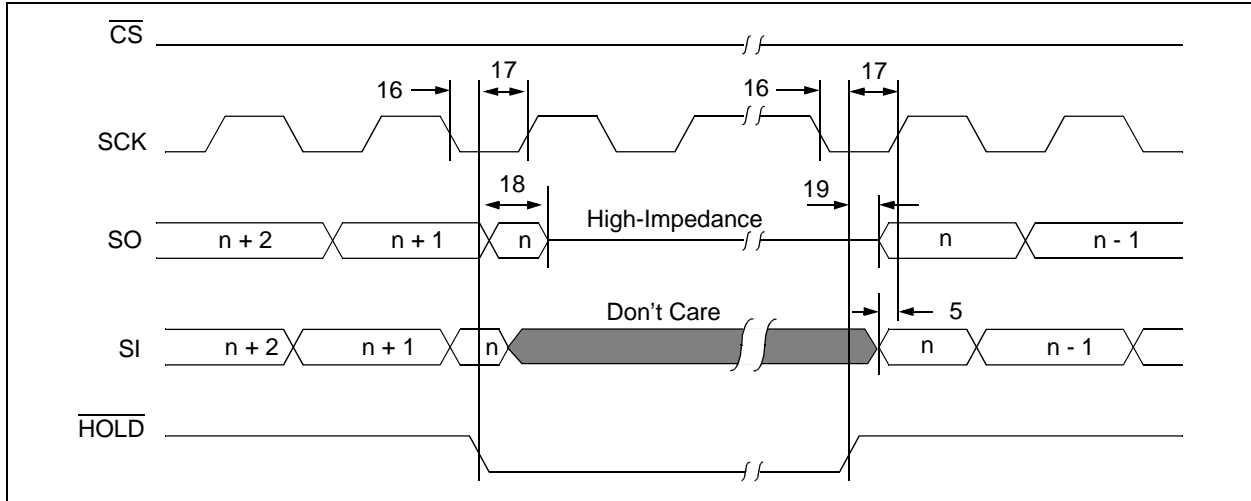 CS
16 17 16 17
SCK
18 19
High-Impedance
SO n + 2 n + 1 n n n - 1
Don't Care 5
SI n + 2 n + 1 n n n - 1
HOLD